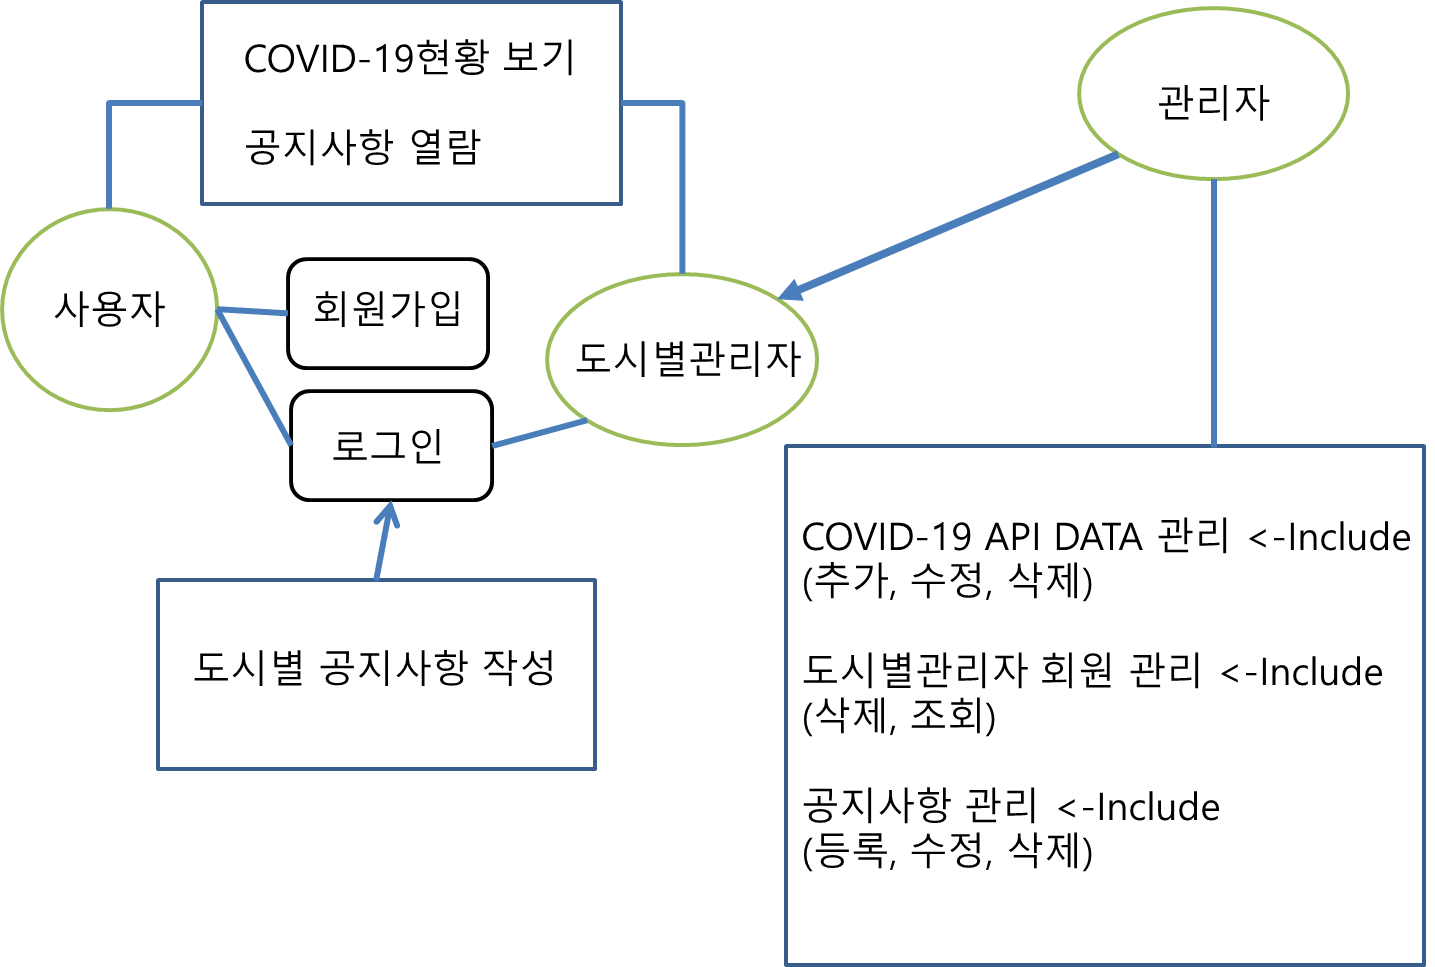 COVID-19현황 보기
공지사항 열람
관리자
사용자
회원가입
도시별관리자
로그인
도시별 공지사항 작성
COVID-19 API DATA 관리 <-Include
(추가, 수정, 삭제)
도시별관리자 회원 관리 <-Include
(삭제, 조회)
공지사항 관리 <-Include
(등록, 수정, 삭제)